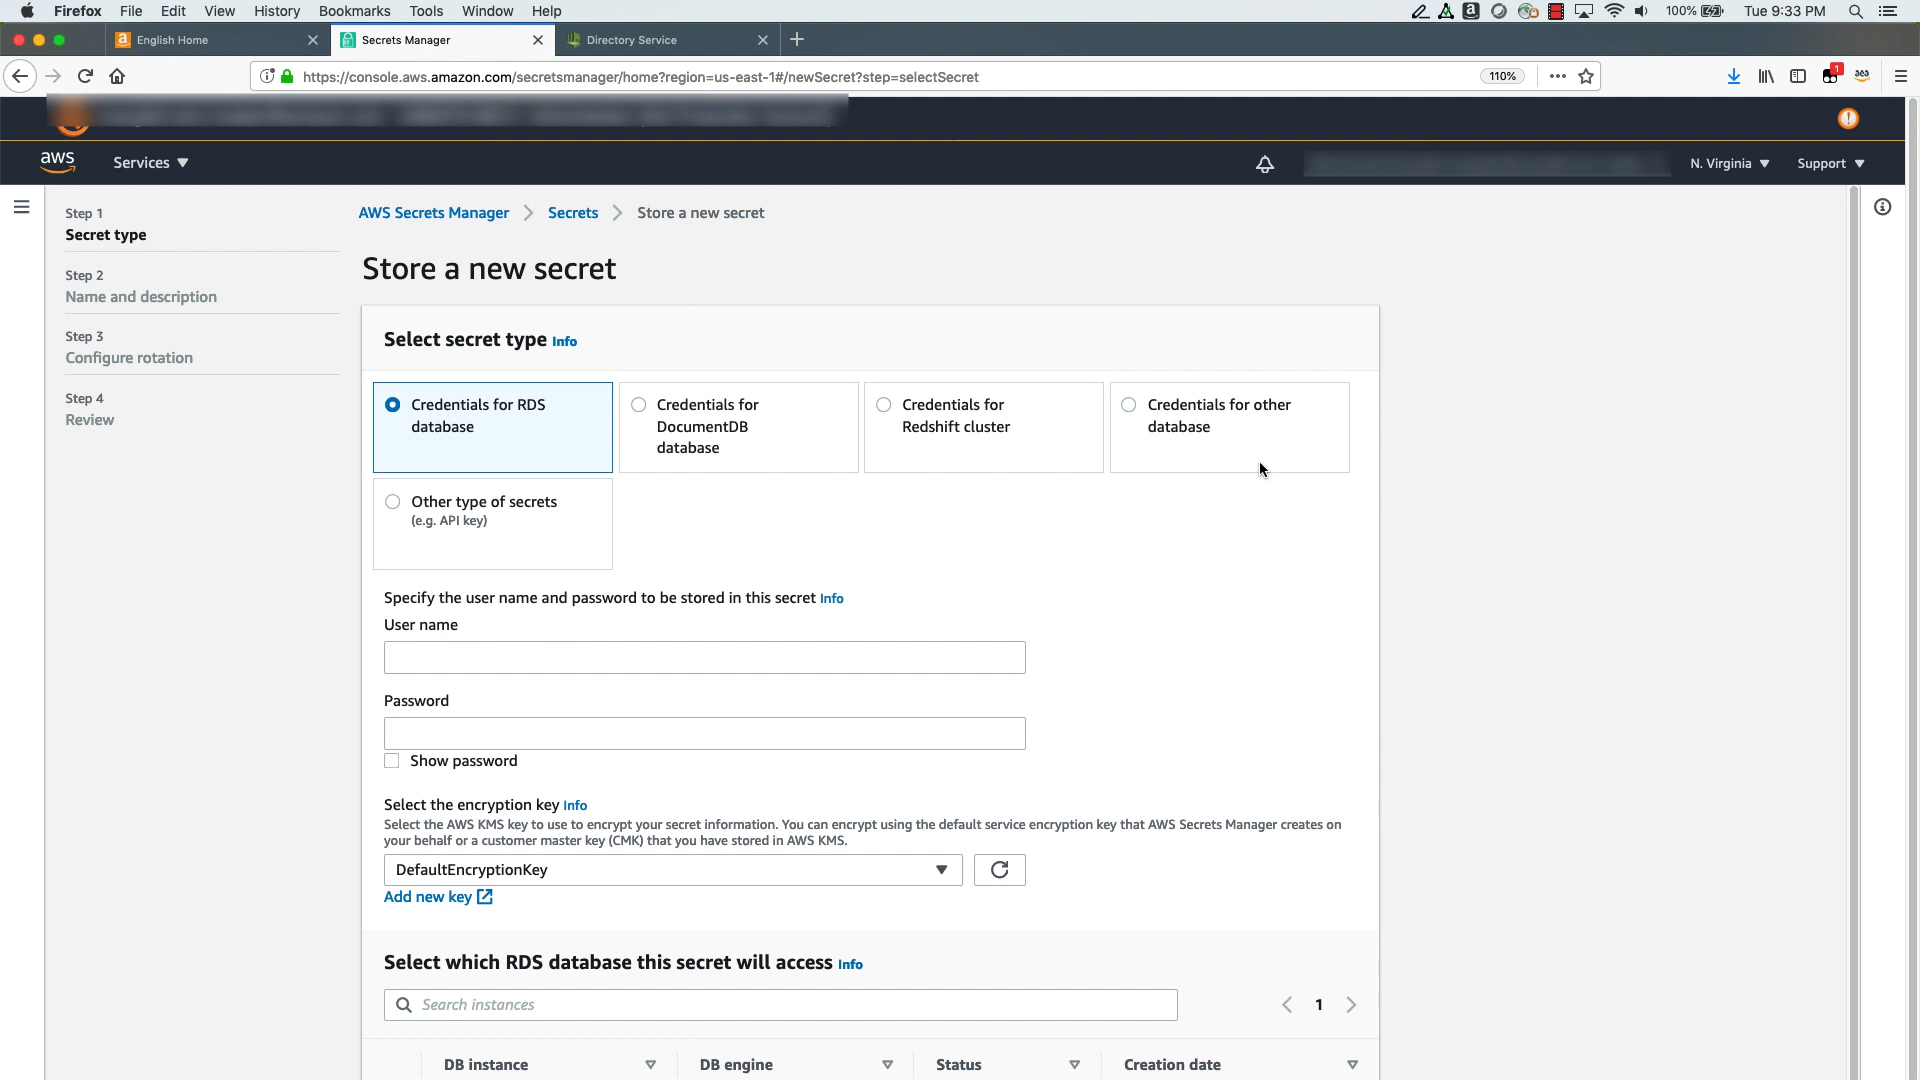 Firefox File Edit View History Bookmarks Tools Window Help 100% Tue 9:33 PM
English Home Secrets Manager Directory Service
https://console.aws.amazon.com/secretsmanager/home?region=us-east-1#/newSecret?step=selectSecret 110% 1
aws Services N. Virginia Support
Step 1
Secret type
Step 2
Name and description
Step 3
Configure rotation
Step 4
Review
AWS Secrets Manager Secrets Store a new secret
Store a new secret
Select secret type Info
Credentials for RDS
database
Credentials for
DocumentDB
database
Credentials for
Redshift cluster
Credentials for other
database
Other type of secrets
(e.g. API key)
Specify the user name and password to be stored in this secret Info
User name
Password
Show password
Select the encryption key Info
Select the AWS KMS key to use to encrypt your secret information. You can encrypt using the default service encryption key that AWS Secrets Manager creates on
your behalf or a customer master key (CMK) that you have stored in AWS KMS.
DefaultEncryptionKey
Add new key
Select which RDS database this secret will access Info
Search instances 1
DB instance DB engine Status Creation date